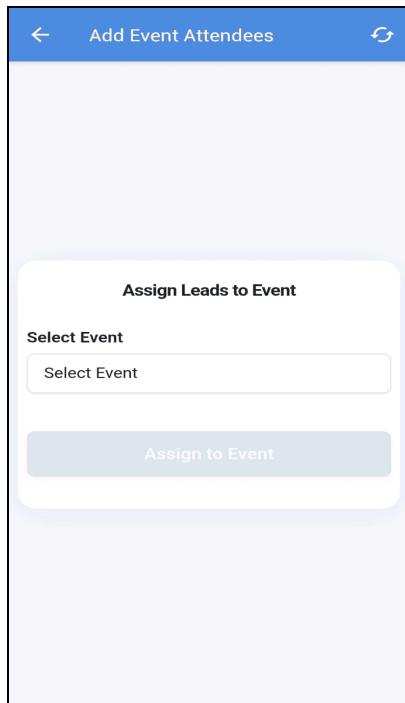 Add Event Attendees
Assign Leads to Event
Select Event
Select Event
Assign to Event